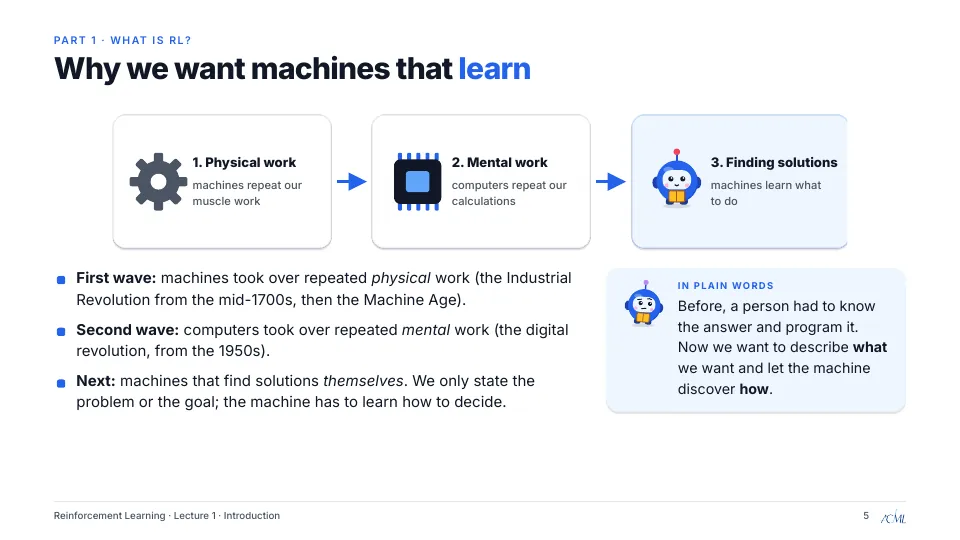 PART 1 · WHAT IS RL?
Why we want machines that learn
1. Physical work
machines repeat our
muscle work
2. Mental work
computers repeat our
calculations
3. Finding solutions
machines learn what
to do
First wave: machines took over repeated physical work (the Industrial
Revolution from the mid-1700s, then the Machine Age).
Second wave: computers took over repeated mental work (the digital
revolution, from the 1950s).
Next: machines that find solutions themselves. We only state the
problem or the goal; the machine has to learn how to decide.
IN PLAIN WORDS
Before, a person had to know
the answer and program it.
Now we want to describe what
we want and let the machine
discover how.
Reinforcement Learning · Lecture 1 · Introduction
5